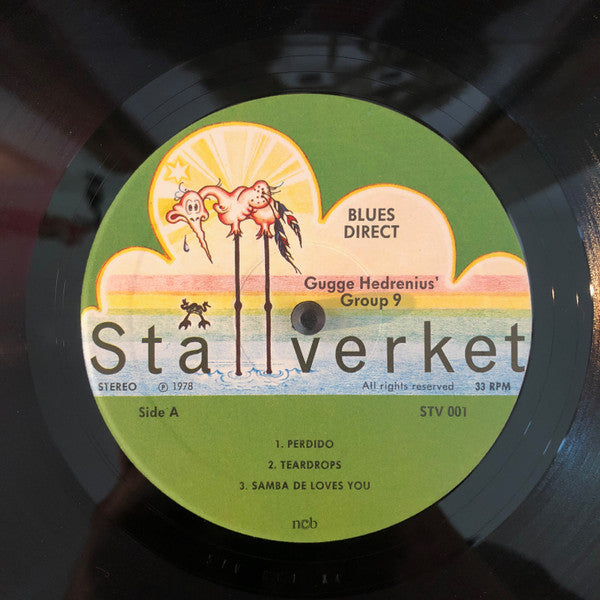 BLUES
DIRECT
Gugge Hedrenius'
Group 9
Stallverket
STEREO ℗ 1978 All rights reserved 33 RPM
Side A STV 001
1. PERDIDO
2. TEARDROPS
3. SAMBA DE LOVES YOU
ncb